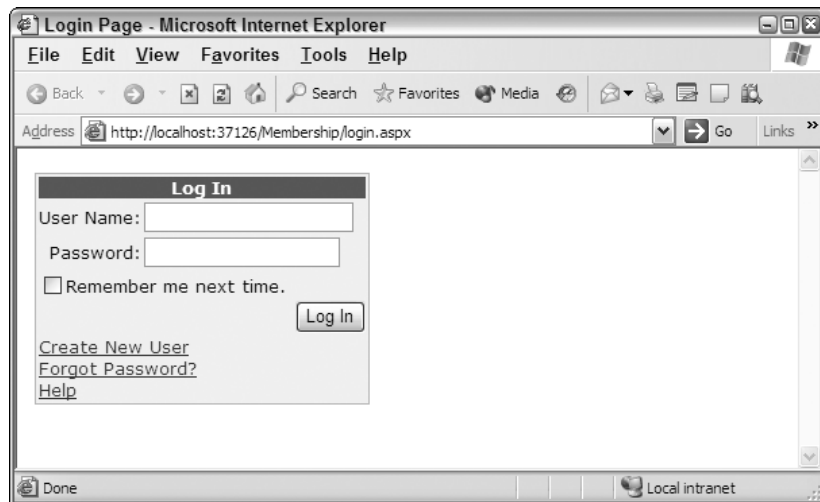 Login Page - Microsoft Internet Explorer
File Edit View Favorites Tools Help
Back Search Favorites Media
Address http://localhost:37126/Membership/login.aspx Go Links »
Log In
User Name:
Password:
Remember me next time.
Log In
Create New User
Forgot Password?
Help
Done Local intranet